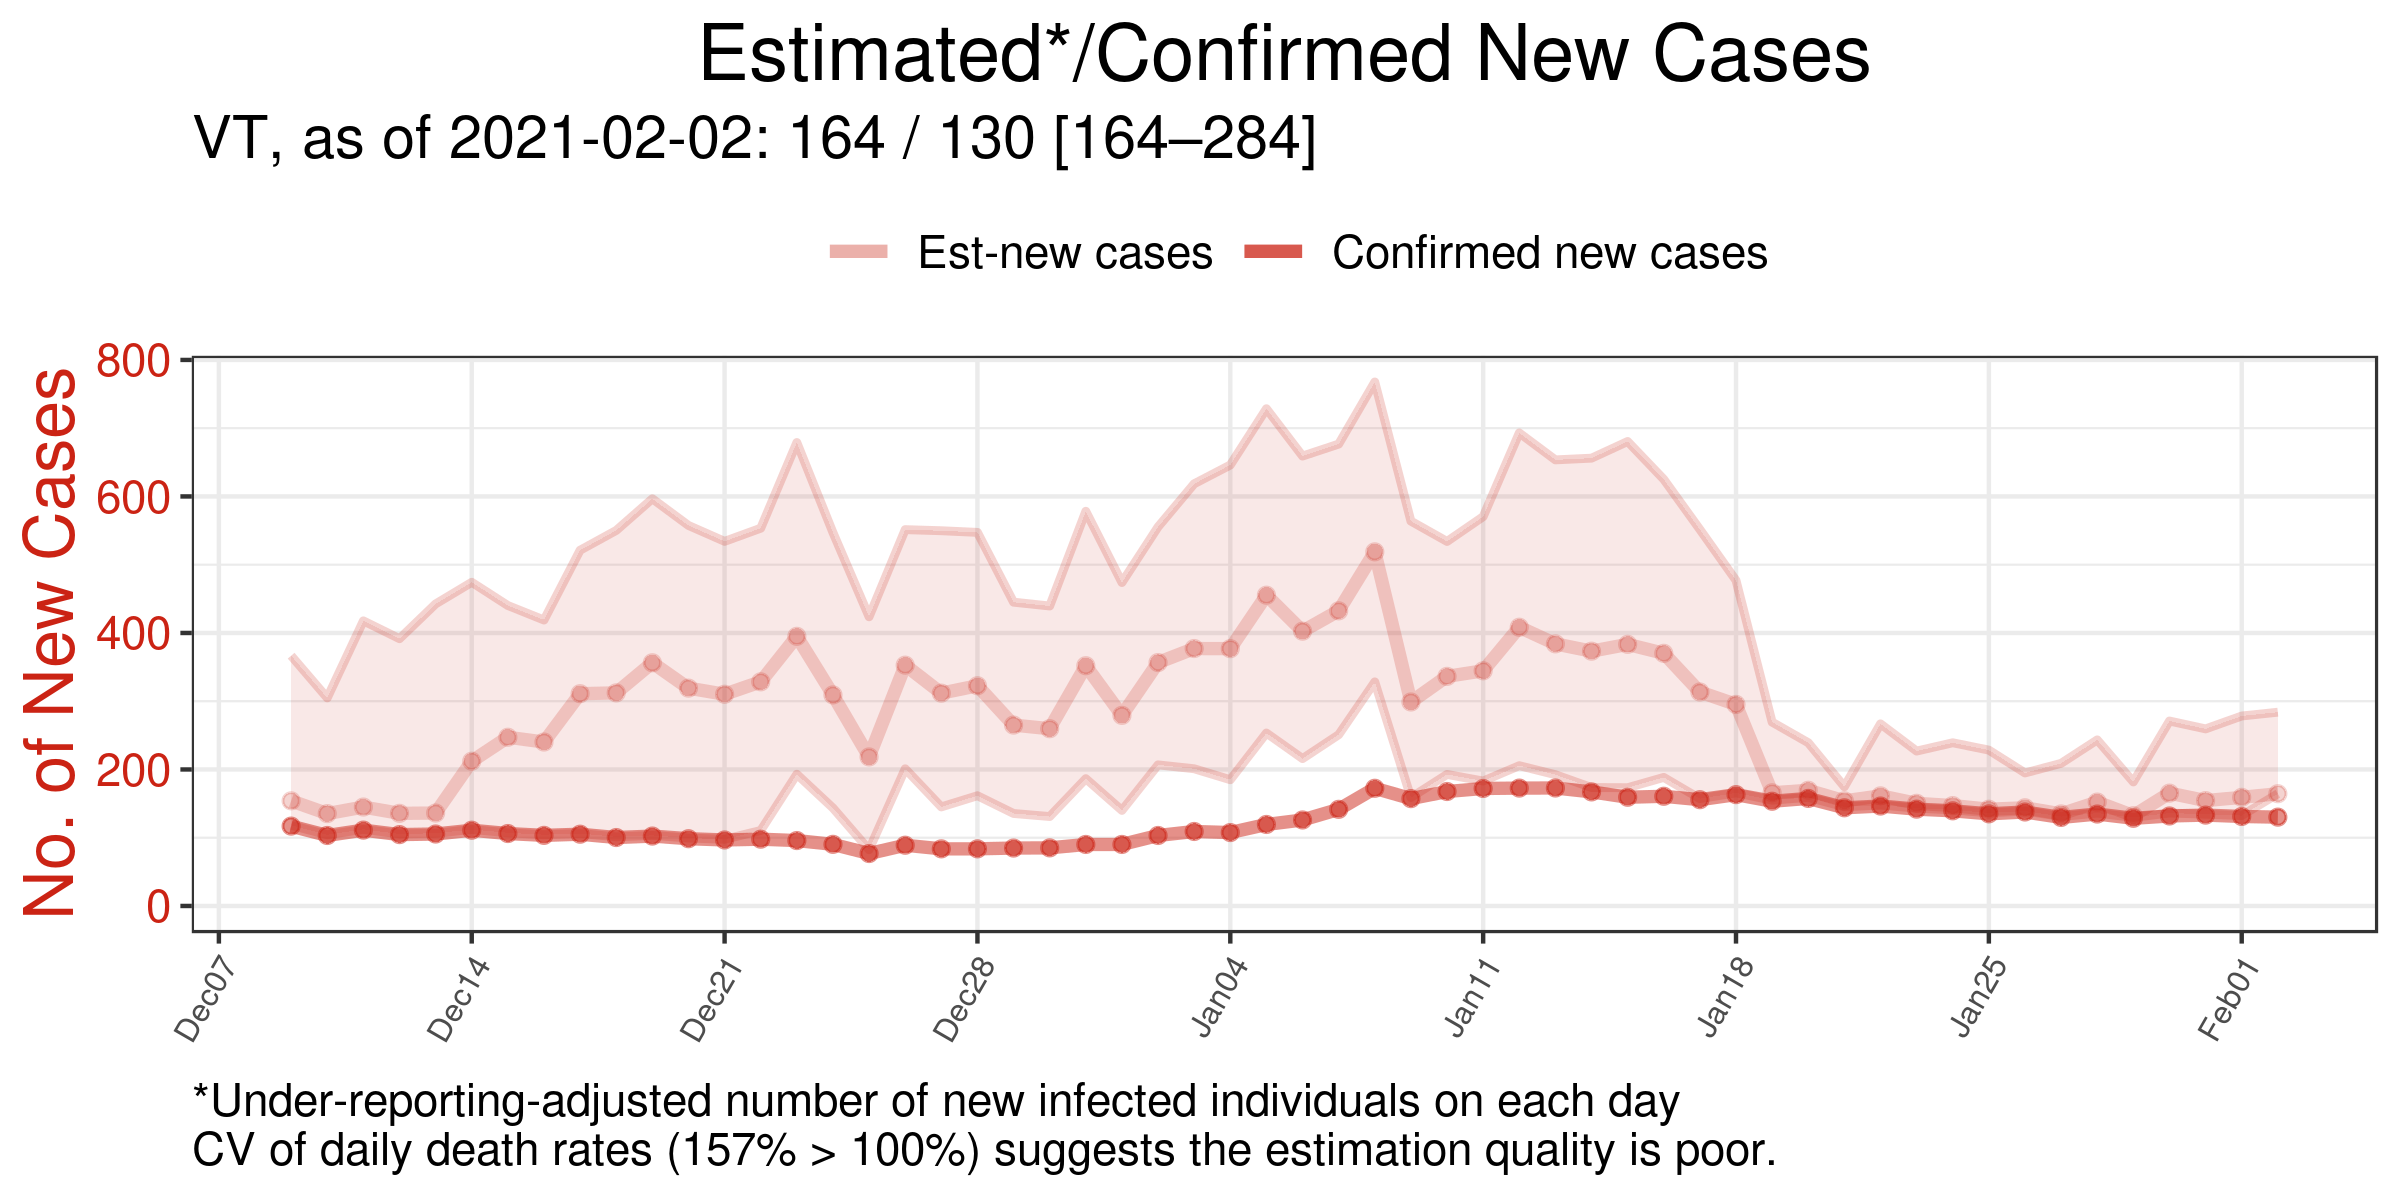 Estimated*/Confirmed New Cases
VT, as of 2021-02-02: 164 / 130 [164–284]
Est-new cases Confirmed new cases
No. of New Cases
800
600
400
200
0
Dec07 Dec14 Dec21 Dec28 Jan04 Jan11 Jan18 Jan25 Feb01
*Under-reporting-adjusted number of new infected individuals on each day
CV of daily death rates (157% > 100%) suggests the estimation quality is poor.